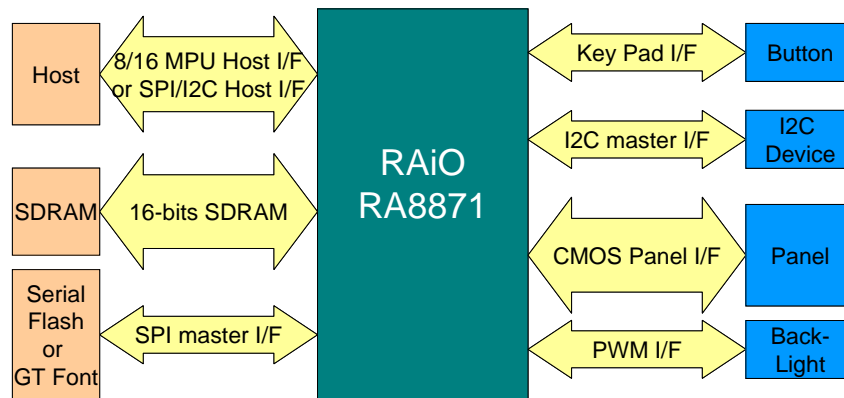 Host
8/16 MPU Host I/F
or SPI/I2C Host I/F
SDRAM
16-bits SDRAM
Serial
Flash
or
GT Font
SPI master I/F
RAiO
RA8871
Key Pad I/F
Button
I2C master I/F
I2C
Device
CMOS Panel I/F
Panel
PWM I/F
Back-
Light